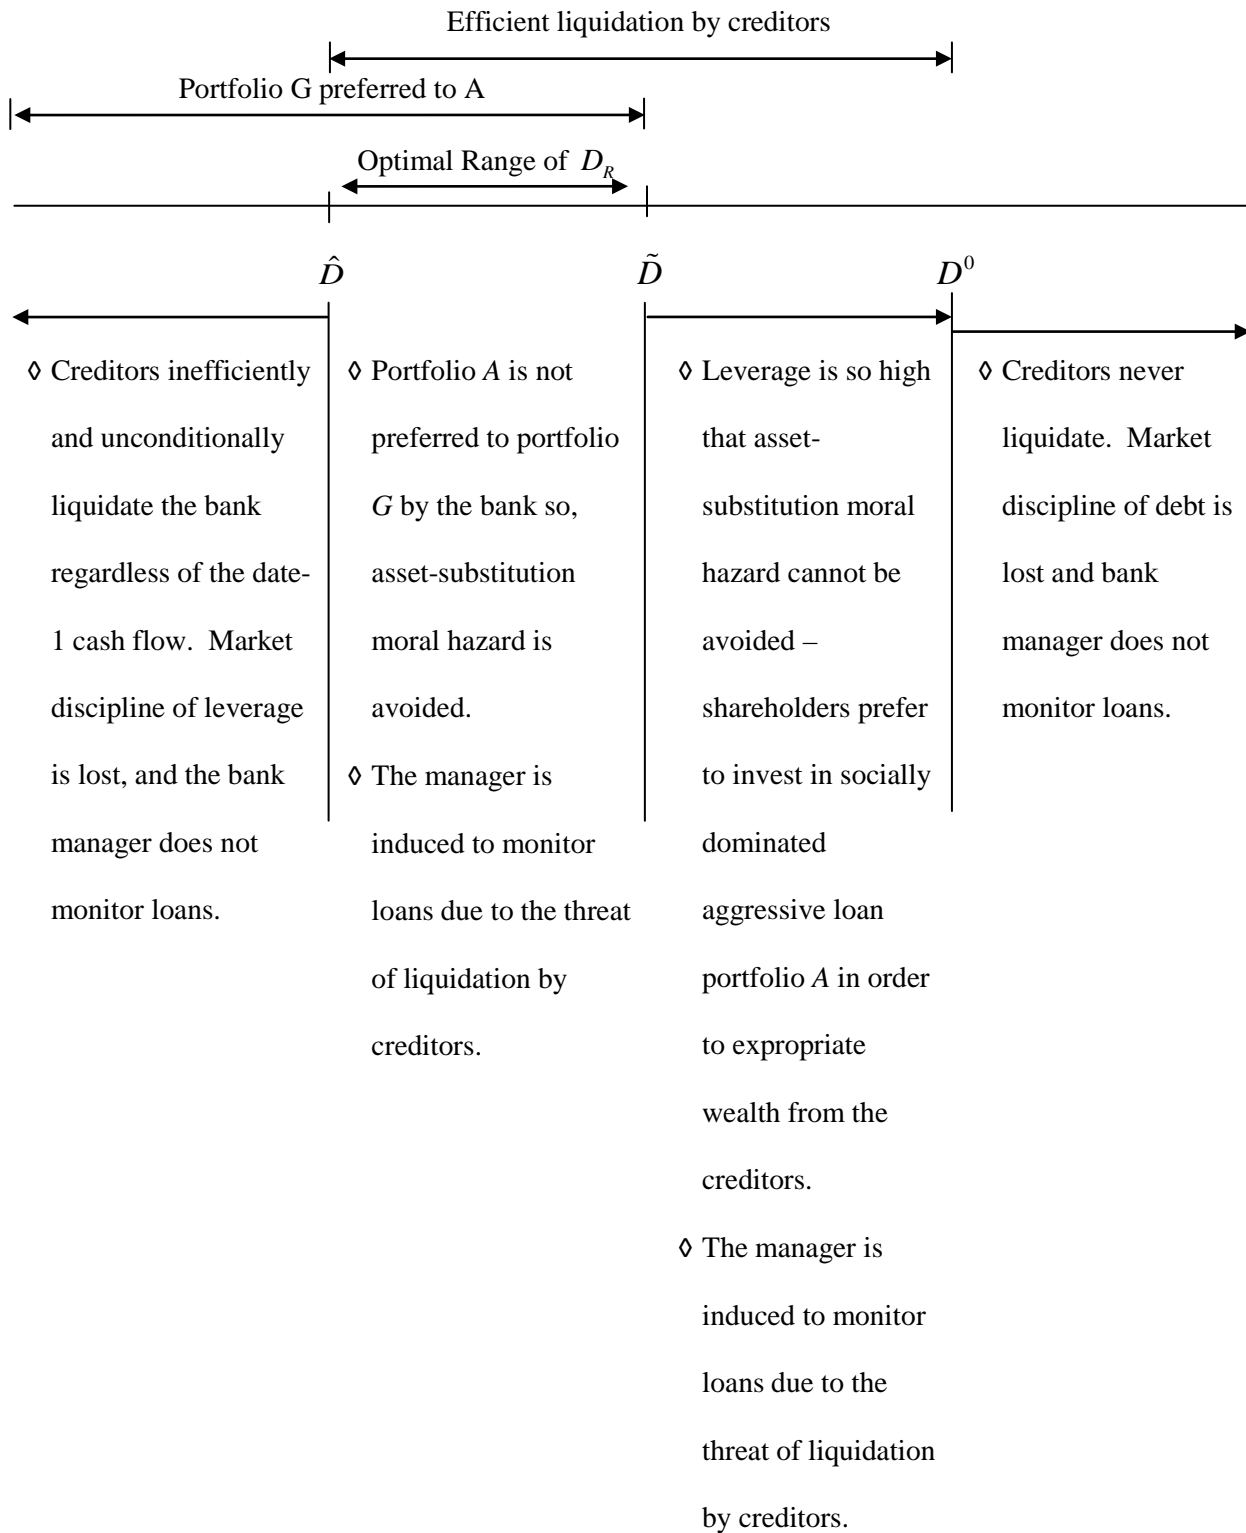 Efficient liquidation by creditors
Portfolio G preferred to A
Optimal Range of D_R
D̂
D̃
D⁰
◊ Creditors inefficiently
and unconditionally
liquidate the bank
regardless of the date-
1 cash flow. Market
discipline of leverage
is lost, and the bank
manager does not
monitor loans.
◊ Portfolio A is not
preferred to portfolio
G by the bank so,
asset-substitution
moral hazard is
avoided.
◊ The manager is
induced to monitor
loans due to the threat
of liquidation by
creditors.
◊ Leverage is so high
that asset-
substitution moral
hazard cannot be
avoided –
shareholders prefer
to invest in socially
dominated
aggressive loan
portfolio A in order
to expropriate
wealth from the
creditors.
◊ The manager is
induced to monitor
loans due to the
threat of liquidation
by creditors.
◊ Creditors never
liquidate. Market
discipline of debt is
lost and bank
manager does not
monitor loans.